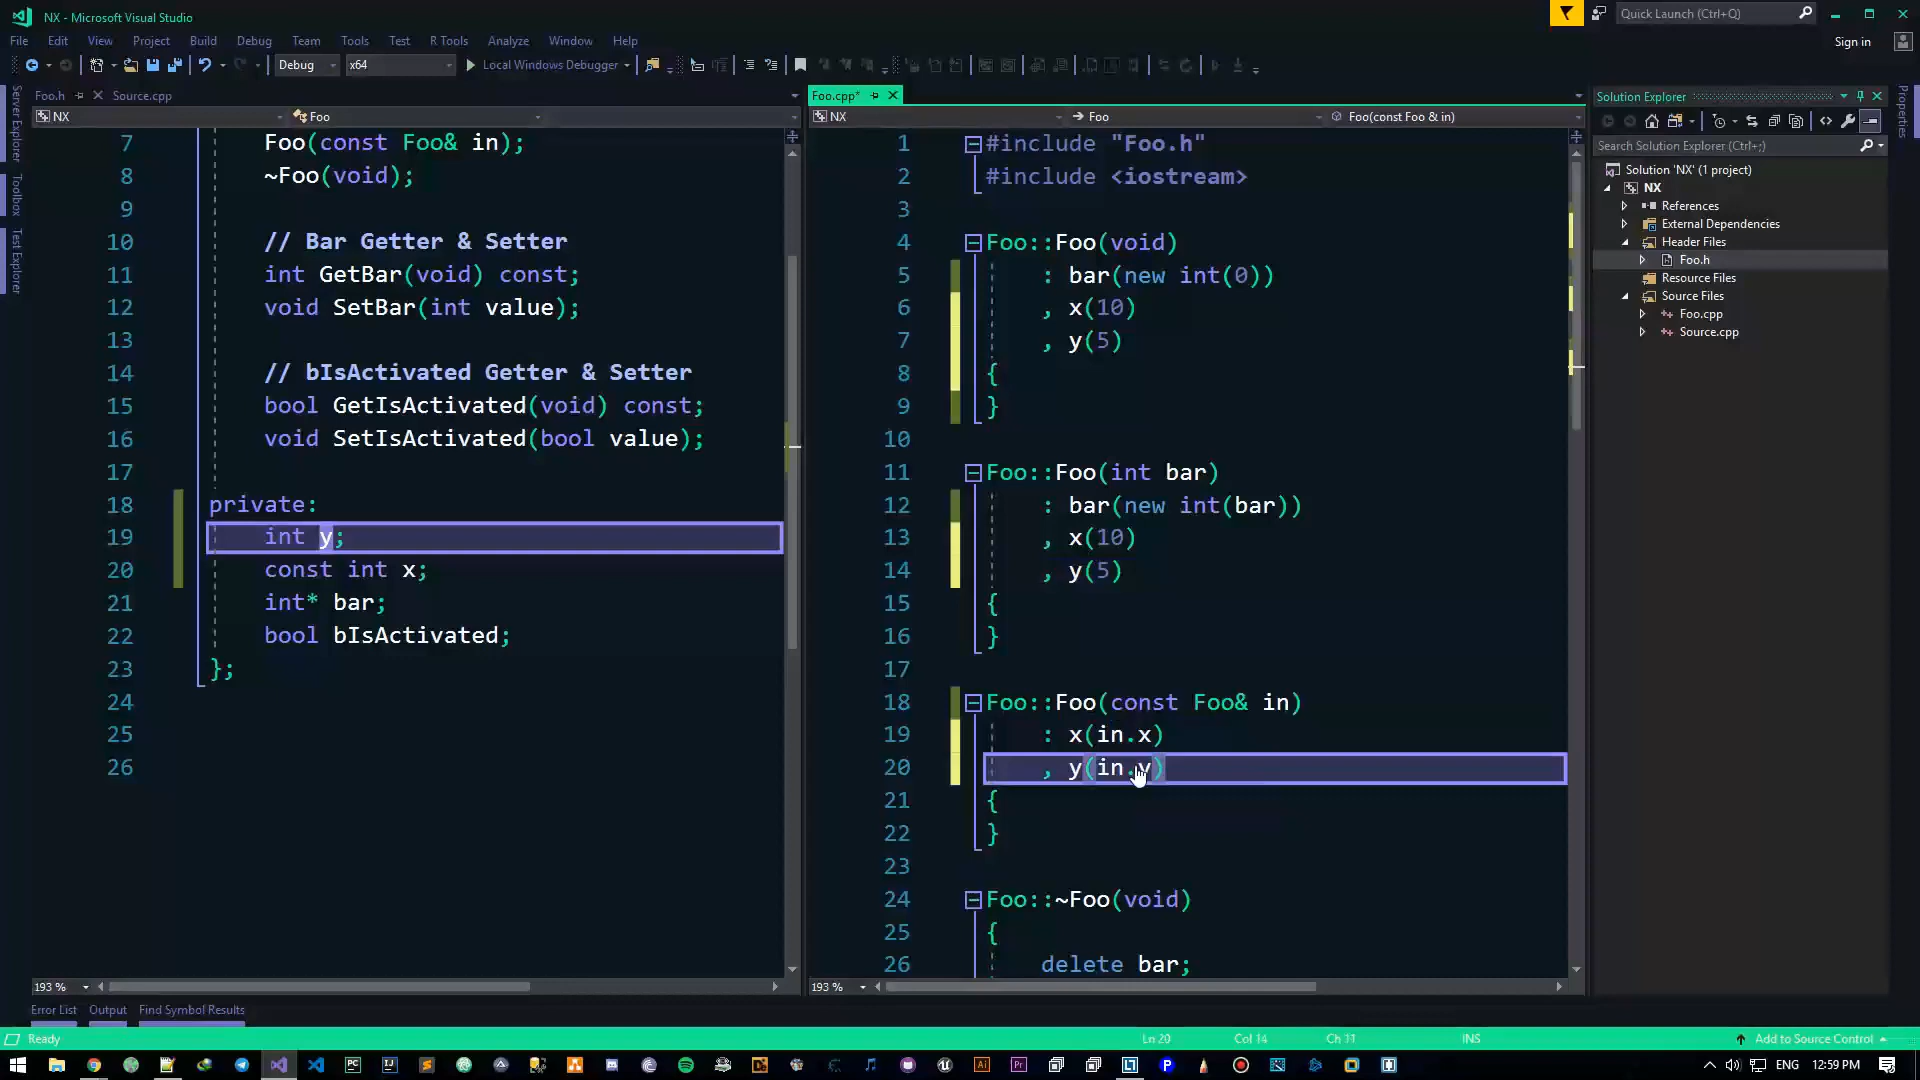 NX - Microsoft Visual Studio
Quick Launch (Ctrl+Q)
File Edit View Project Build Debug Team Tools Test R Tools Analyze Window Help
Sign in
Debug x64 Local Windows Debugger
Server Explorer
Toolbox
Test Explorer
Foo.h Source.cpp
NX Foo
7 Foo(const Foo& in);
8 ~Foo(void);
9
10 // Bar Getter & Setter
11 int GetBar(void) const;
12 void SetBar(int value);
13
14 // bIsActivated Getter & Setter
15 bool GetIsActivated(void) const;
16 void SetIsActivated(bool value);
17
18 private:
19 int y;
20 const int x;
21 int* bar;
22 bool bIsActivated;
23 };
24
25
26
193 %
Foo.cpp*
NX Foo Foo(const Foo & in)
1 #include "Foo.h"
2 #include <iostream>
3
4 Foo::Foo(void)
5 : bar(new int(0))
6 , x(10)
7 , y(5)
8 {
9 }
10
11 Foo::Foo(int bar)
12 : bar(new int(bar))
13 , x(10)
14 , y(5)
15 {
16 }
17
18 Foo::Foo(const Foo& in)
19 : x(in.x)
20 , y(in.y)
21 {
22 }
23
24 Foo::~Foo(void)
25 {
26 delete bar;
193 %
Solution Explorer
Search Solution Explorer (Ctrl+;)
Solution 'NX' (1 project)
NX
References
External Dependencies
Header Files
Foo.h
Resource Files
Source Files
Foo.cpp
Source.cpp
Properties
Error List Output Find Symbol Results
Ready Ln 20 Col 14 Ch 11 INS Add to Source Control
ENG 12:59 PM